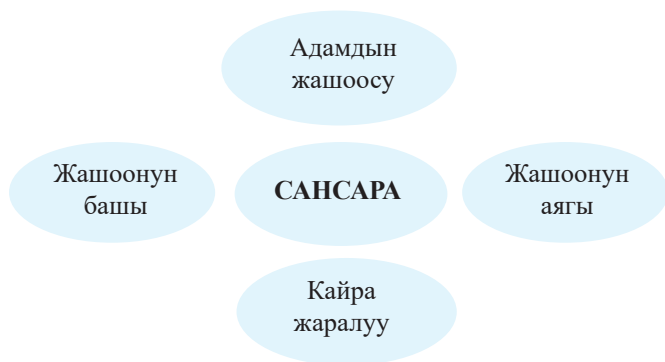 Адамдын
жашоосу
Жашоонун
башы
САНСАРА
Жашоонун
аягы
Кайра
жаралуу